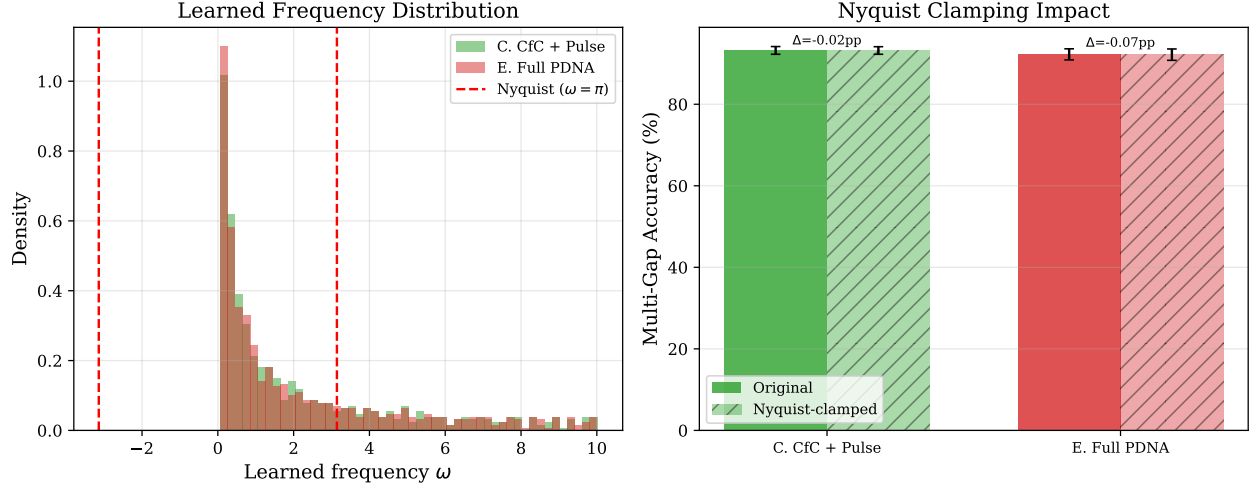 Learned Frequency Distribution
C. CfC + Pulse
E. Full PDNA
Nyquist (ω = π)
Density
1.0
0.8
0.6
0.4
0.2
0.0
−2
0
2
4
6
8
10
Learned frequency ω
Nyquist Clamping Impact
Δ=-0.02pp
Δ=-0.07pp
Multi-Gap Accuracy (%)
80
60
40
20
0
Original
Nyquist-clamped
C. CfC + Pulse
E. Full PDNA